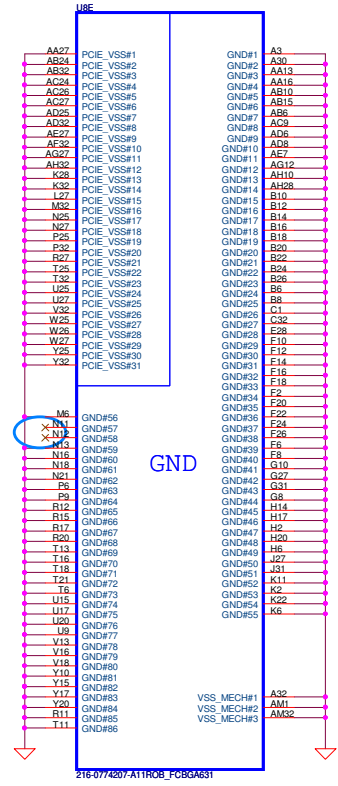 U8E
AA27 PCIE_VSS#1 GND#1 A3
AB24 PCIE_VSS#2 GND#2 A30
AB32 PCIE_VSS#3 GND#3 AA13
AC24 PCIE_VSS#4 GND#4 AA16
AC26 PCIE_VSS#5 GND#5 AB10
AC27 PCIE_VSS#6 GND#6 AB15
AD25 PCIE_VSS#7 GND#7 AB6
AD32 PCIE_VSS#8 GND#8 AC9
AE27 PCIE_VSS#9 GND#9 AD6
AF32 PCIE_VSS#10 GND#10 AD8
AG27 PCIE_VSS#11 GND#11 AE7
AH32 PCIE_VSS#12 GND#12 AG12
K28 PCIE_VSS#13 GND#13 AH10
K32 PCIE_VSS#14 GND#14 AH28
L27 PCIE_VSS#15 GND#15 B10
M32 PCIE_VSS#16 GND#16 B12
N25 PCIE_VSS#17 GND#17 B14
N27 PCIE_VSS#18 GND#18 B16
P25 PCIE_VSS#19 GND#19 B18
P32 PCIE_VSS#20 GND#20 B20
R27 PCIE_VSS#21 GND#21 B22
T25 PCIE_VSS#22 GND#22 B24
T32 PCIE_VSS#23 GND#23 B26
U25 PCIE_VSS#24 GND#24 B6
U27 PCIE_VSS#25 GND#25 B8
V32 PCIE_VSS#26 GND#26 C1
W25 PCIE_VSS#27 GND#27 C32
W26 PCIE_VSS#28 GND#28 E28
W27 PCIE_VSS#29 GND#29 F10
Y25 PCIE_VSS#30 GND#30 F12
Y32 PCIE_VSS#31 GND#31 F14
GND#32 F16
GND#33 F18
GND#34 F2
GND#35 F20
M6 GND#56 GND#36 F22
N11 GND#57 GND#37 F24
N12 GND#58 GND#38 F26
N13 GND#59 GND#39 F6
N16 GND#60 GND#40 F8
N18 GND#61 GND#41 G10
N21 GND#62 GND#42 G27
P6 GND#63 GND#43 G31
P9 GND#64 GND#44 G8
R12 GND#65 GND#45 H14
R15 GND#66 GND#46 H17
R17 GND#67 GND#47 H2
R20 GND#68 GND#48 H20
T13 GND#69 GND#49 H6
T16 GND#70 GND#50 J27
T18 GND#71 GND#51 J31
T21 GND#72 GND#52 K11
T6 GND#73 GND#53 K2
U15 GND#74 GND#54 K22
U17 GND#75 GND#55 K6
U20 GND#76
U9 GND#77
V13 GND#78
V16 GND#79
V18 GND#80
Y10 GND#81
Y15 GND#82
Y17 GND#83 VSS_MECH#1 A32
Y20 GND#84 VSS_MECH#2 AM1
R11 GND#85 VSS_MECH#3 AM32
T11 GND#86
GND
216-0774207-A11ROB_FCBGA631